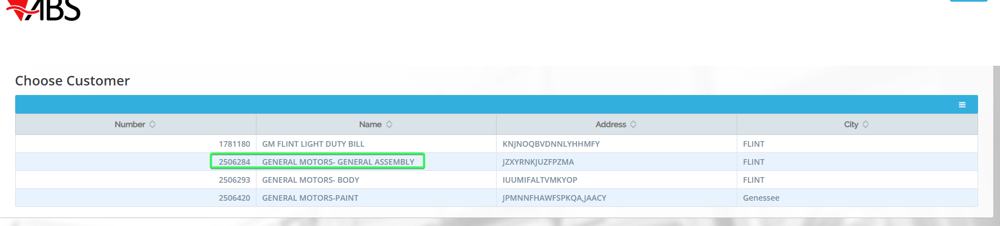 ABS
Choose Customer
Number Name Address City
1781180 GM FLINT LIGHT DUTY BILL KNJNOQBVDNNLYHHMFY FLINT
2506284 GENERAL MOTORS- GENERAL ASSEMBLY JZXYRNKJUZFPZMA FLINT
2506293 GENERAL MOTORS- BODY IUUMIFALTVMKYOP FLINT
2506420 GENERAL MOTORS-PAINT JPMNNFHAWFSPKQA,JAACY Genessee